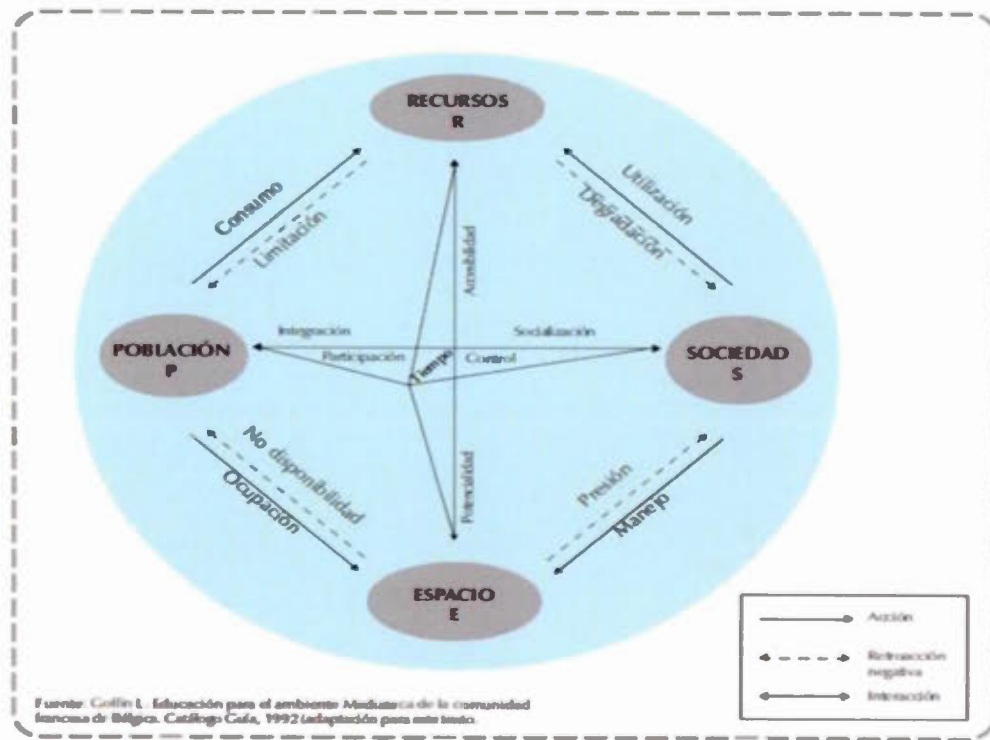 RECURSOS
R
Consumo
Limitación
Utilización
Degradación
Accesibilidad
Integración
Socialización
POBLACIÓN
P
Participación
Tiempo
Control
SOCIEDAD
S
No disponibilidad
Ocupación
Potencialidad
Presión
Manejo
ESPACIO
E
Acción
Retroacción
negativa
Interacción
Fuente: Goffin L. Educación para el ambiente Mediateca de la comunidad
francesa de Bélgica. Catálogo Guía, 1992 (adaptación para este texto.